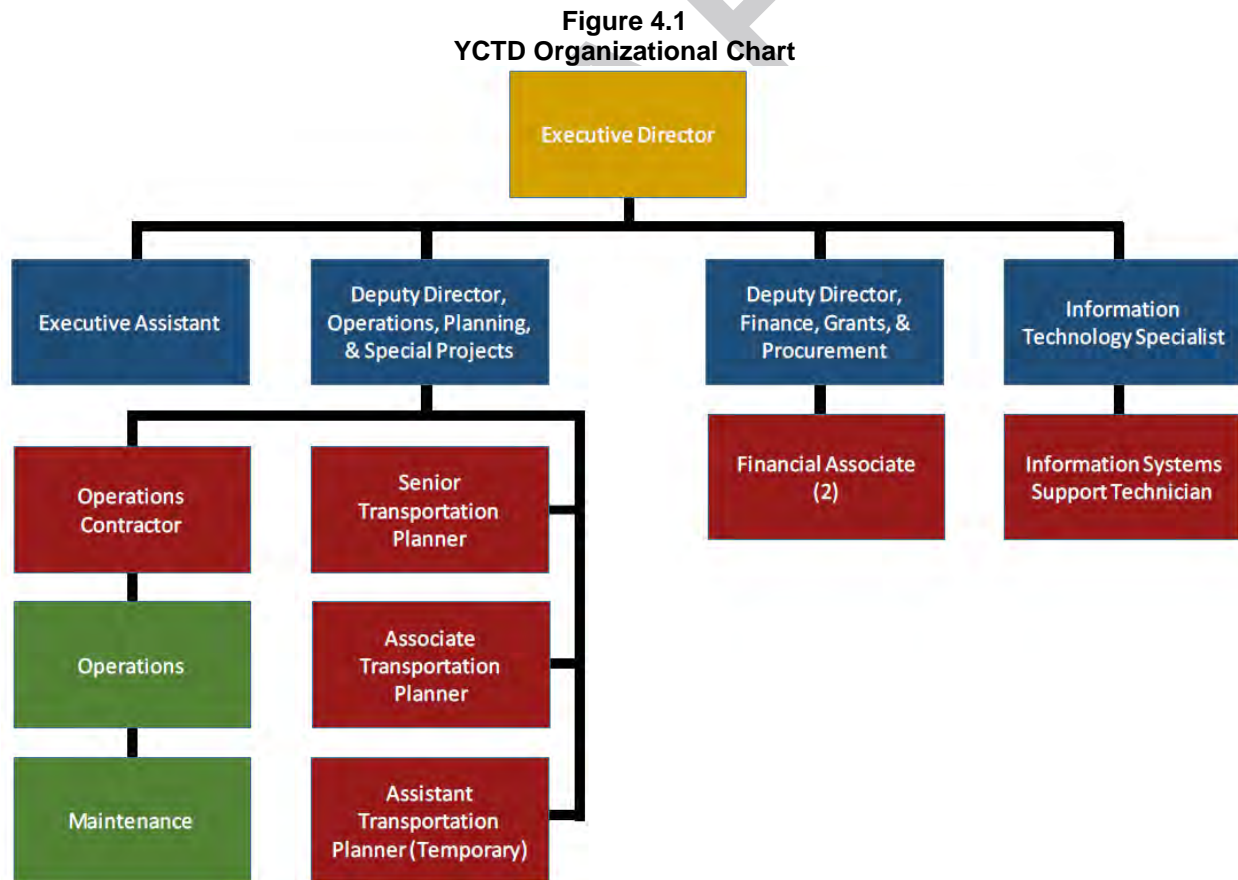 Figure 4.1
YCTD Organizational Chart
Executive Director
Executive Assistant
Deputy Director,
Operations, Planning,
& Special Projects
Deputy Director,
Finance, Grants, &
Procurement
Information
Technology Specialist
Operations
Contractor
Senior
Transportation
Planner
Financial Associate
(2)
Information Systems
Support Technician
Operations
Associate
Transportation
Planner
Maintenance
Assistant
Transportation
Planner (Temporary)